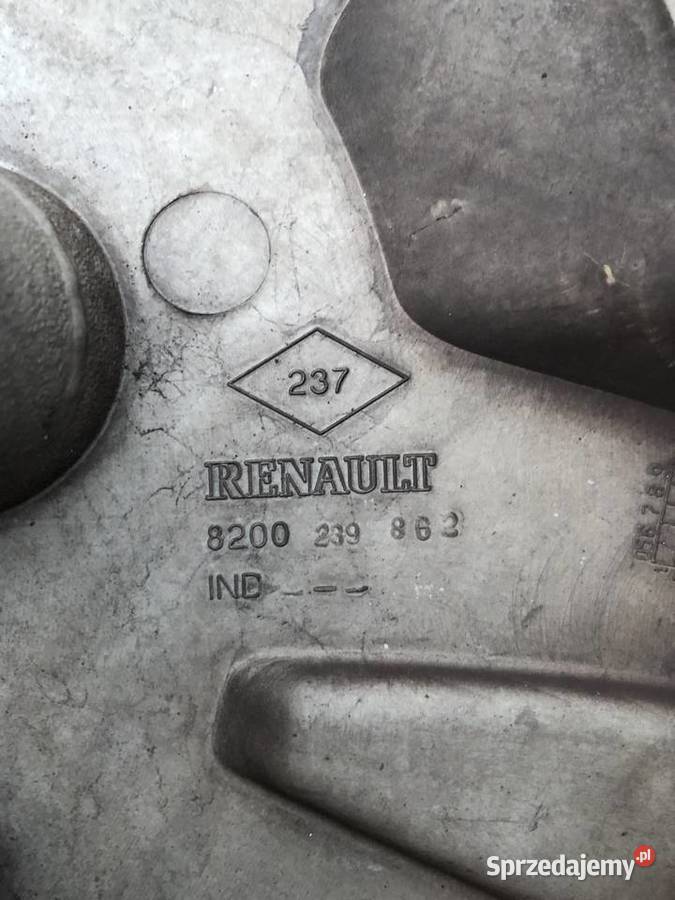 237
RENAULT
8200 239 862
IND ---
Sprzedajemy.pl